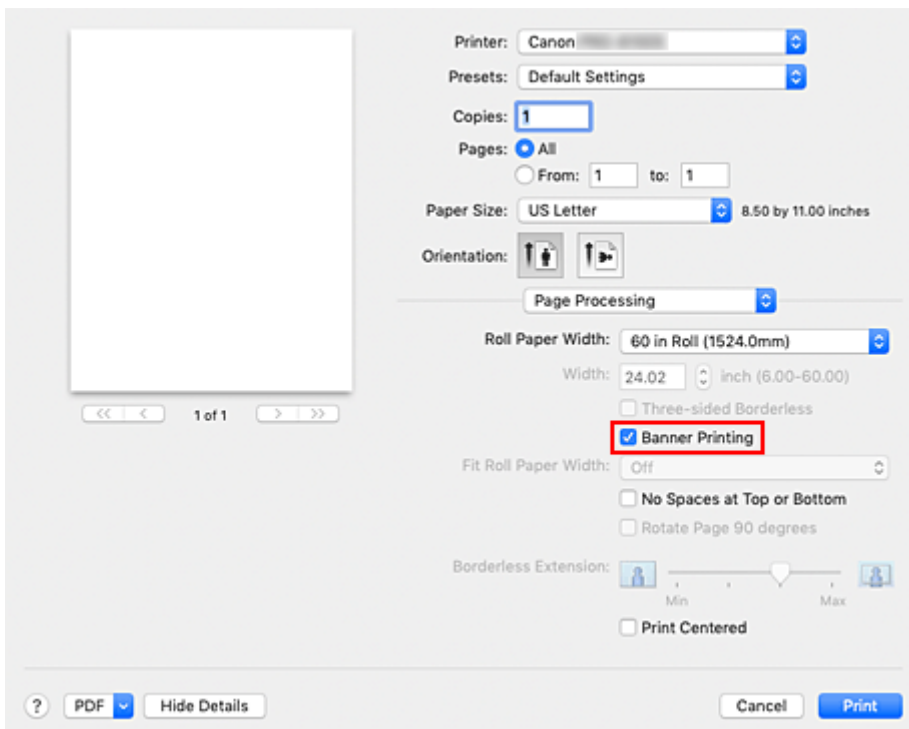 Printer: Canon
Presets: Default Settings
Copies: 1
Pages: All
From: 1 to: 1
Paper Size: US Letter 8.50 by 11.00 inches
Orientation:
Page Processing
Roll Paper Width: 60 in Roll (1524.0mm)
Width: 24.02 inch (6.00-60.00)
Three-sided Borderless
<< < 1 of 1 > >>
Banner Printing
Fit Roll Paper Width: Off
No Spaces at Top or Bottom
Rotate Page 90 degrees
Borderless Extension:
Min Max
Print Centered
? PDF Hide Details Cancel Print